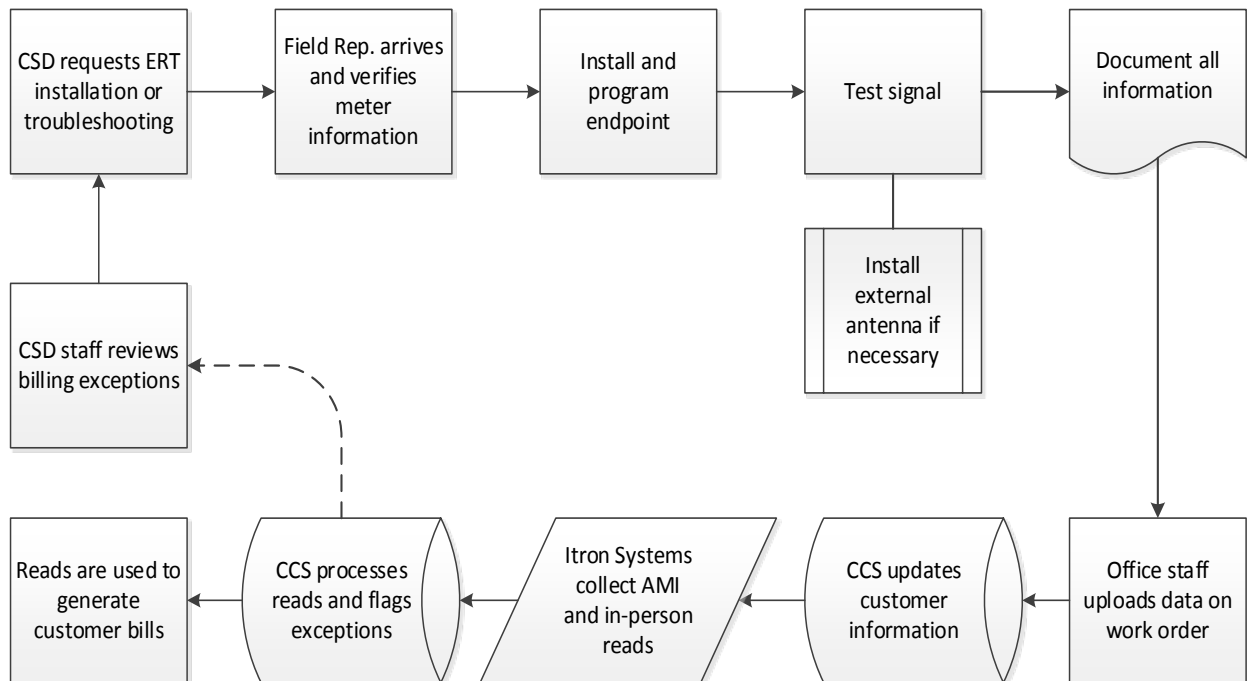 CSD requests ERT
installation or
troubleshooting
Field Rep. arrives
and verifies
meter
information
Install and
program
endpoint
Test signal
Document all
information
Install
external
antenna if
necessary
CSD staff reviews
billing exceptions
Reads are used to
generate
customer bills
CCS processes
reads and flags
exceptions
Itron Systems
collect AMI
and in-person
reads
CCS updates
customer
information
Office staff
uploads data on
work order